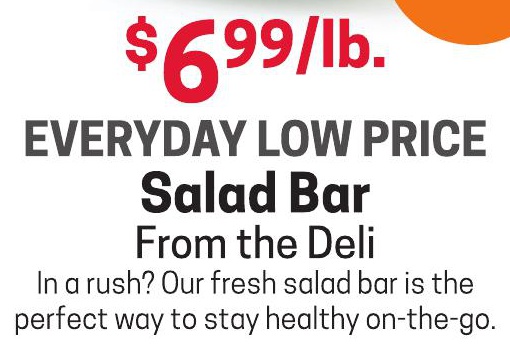 $6.99/lb.
EVERYDAY LOW PRICE
Salad Bar
From the Deli
In a rush? Our fresh salad bar is the
perfect way to stay healthy on-the-go.